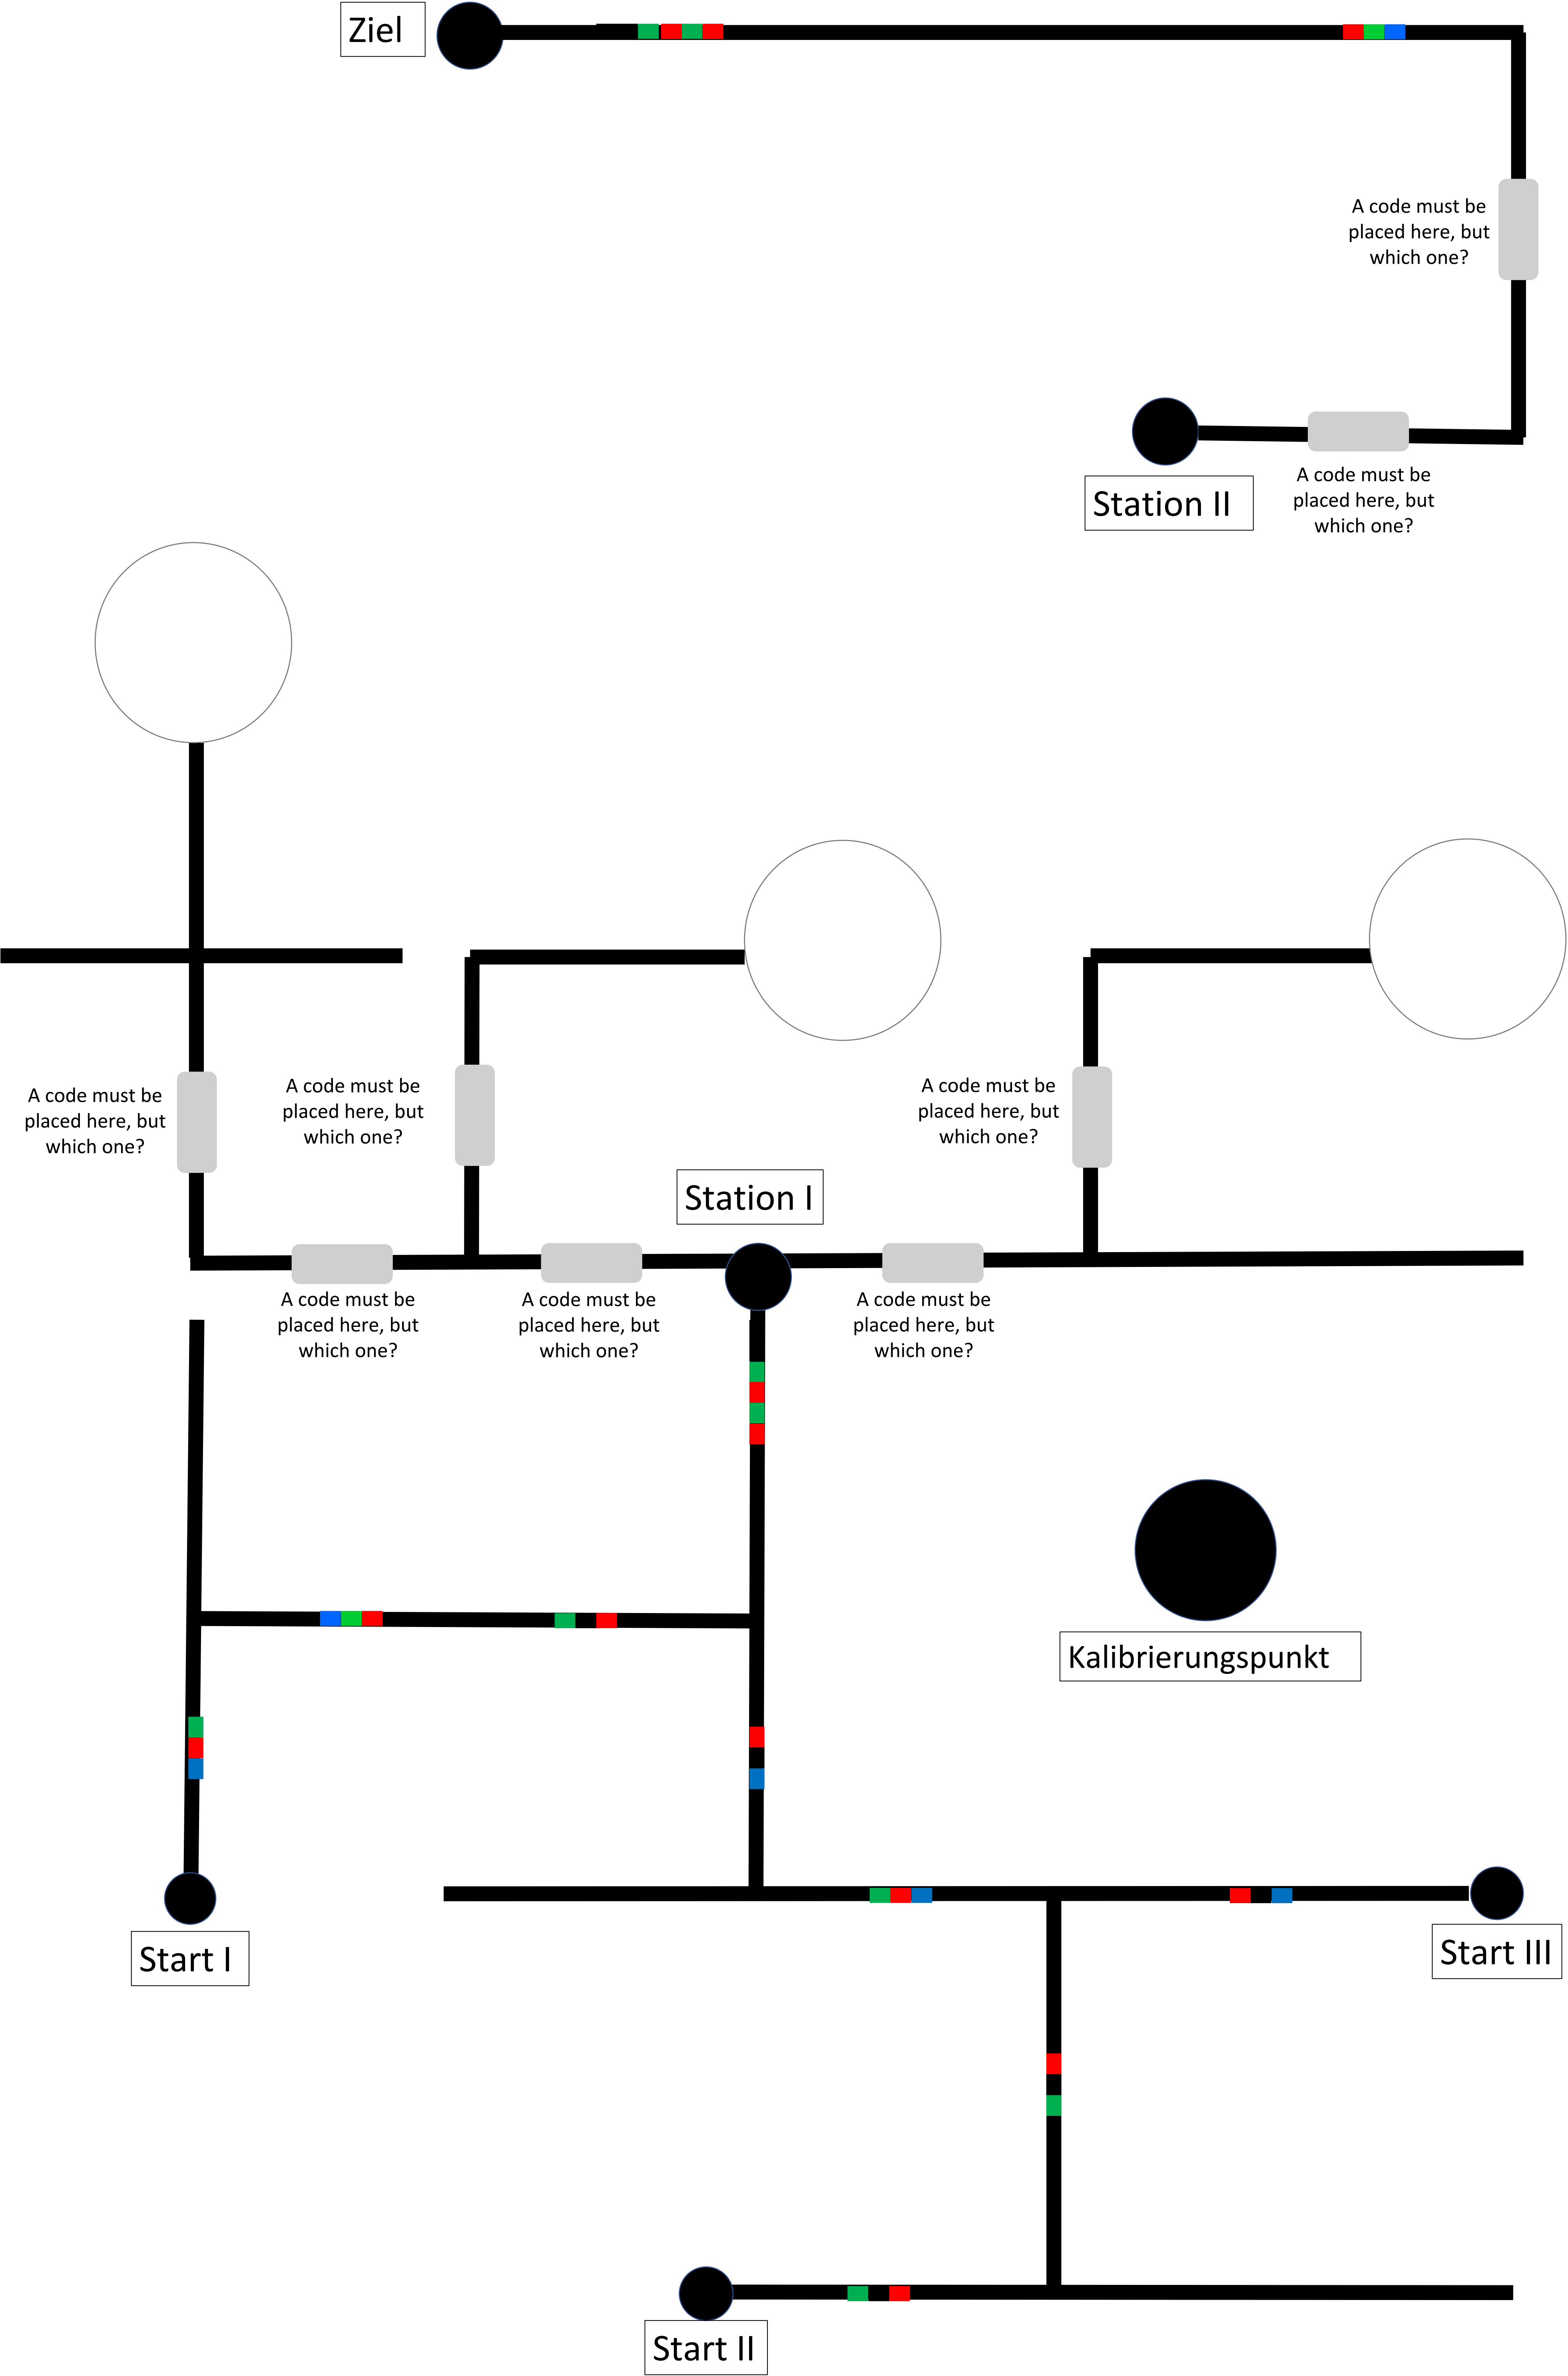 Ziel
A code must be
placed here, but
which one?
Station II
A code must be
placed here, but
which one?
A code must be
placed here, but
which one?
A code must be
placed here, but
which one?
A code must be
placed here, but
which one?
Station I
A code must be
placed here, but
which one?
A code must be
placed here, but
which one?
A code must be
placed here, but
which one?
Kalibrierungspunkt
Start I
Start III
Start II